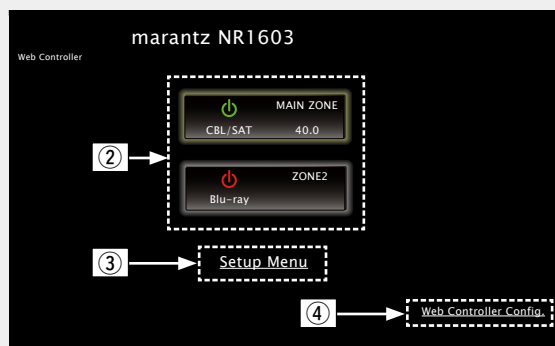 marantz NR1603
Web Controller
MAIN ZONE
CBL/SAT 40.0
②
ZONE2
Blu-ray
③ Setup Menu
④ Web Controller Config.